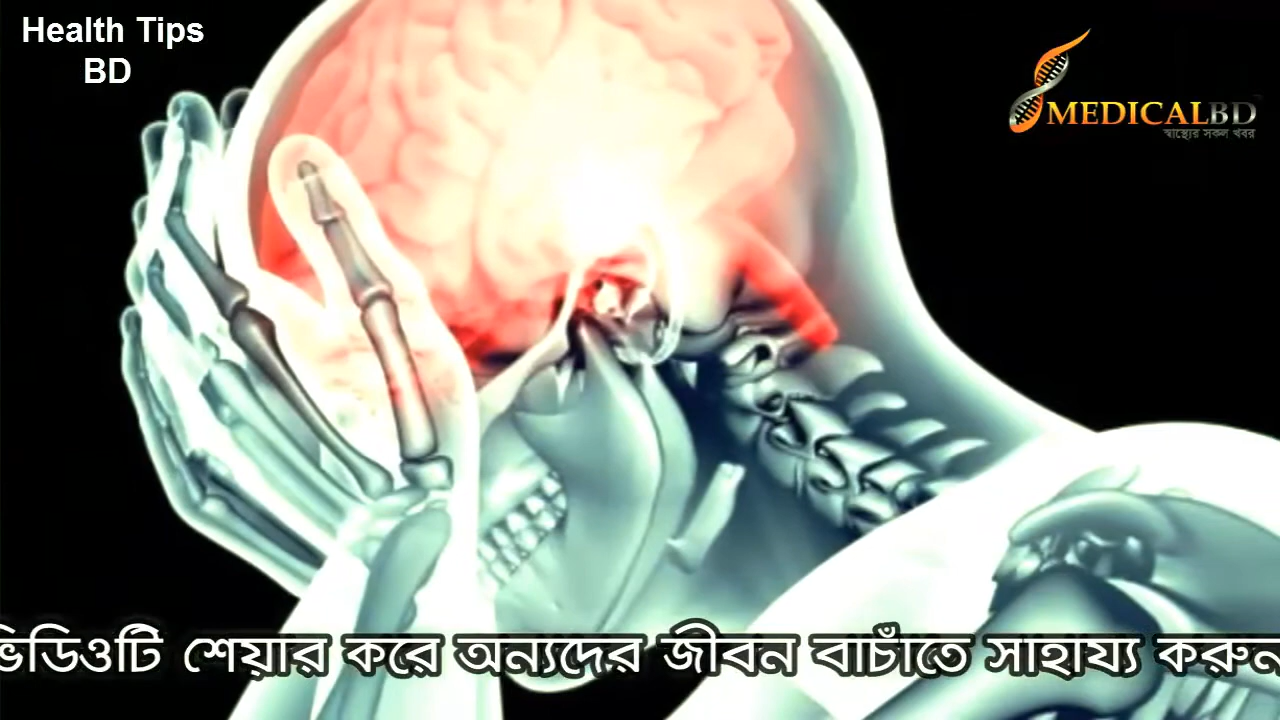 Health Tips
BD
MEDICALBD
স্বাস্থ্যের সকল খবর
ভিডিওটি শেয়ার করে অন্যদের জীবন বাচাঁতে সাহায্য করুন